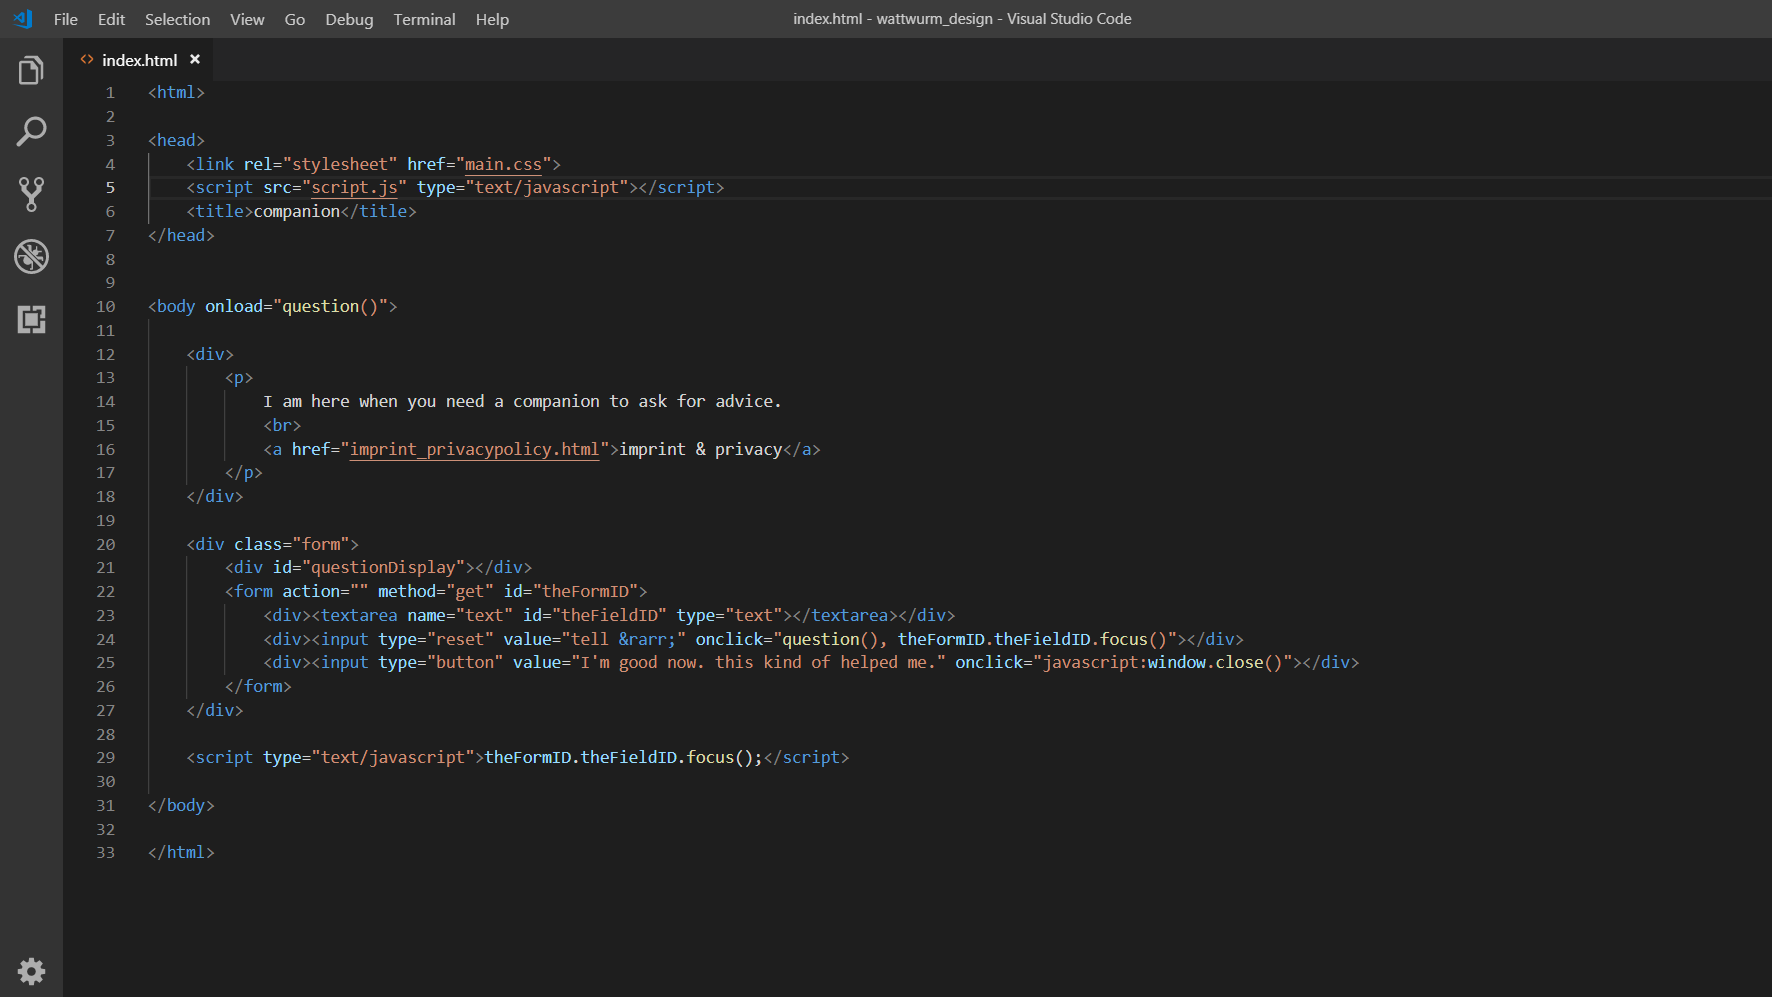 File Edit Selection View Go Debug Terminal Help index.html - wattwurm_design - Visual Studio Code
<> index.html ×
1 <html>
2
3 <head>
4     <link rel="stylesheet" href="main.css">
5     <script src="script.js" type="text/javascript"></script>
6     <title>companion</title>
7 </head>
8
9
10 <body onload="question()">
11
12     <div>
13         <p>
14             I am here when you need a companion to ask for advice.
15             <br>
16             <a href="imprint_privacypolicy.html">imprint & privacy</a>
17         </p>
18     </div>
19
20     <div class="form">
21         <div id="questionDisplay"></div>
22         <form action="" method="get" id="theFormID">
23             <div><textarea name="text" id="theFieldID" type="text"></textarea></div>
24             <div><input type="reset" value="tell &rarr;" onclick="question(), theFormID.theFieldID.focus()"></div>
25             <div><input type="button" value="I'm good now. this kind of helped me." onclick="javascript:window.close()"></div>
26         </form>
27     </div>
28
29     <script type="text/javascript">theFormID.theFieldID.focus();</script>
30
31 </body>
32
33 </html>